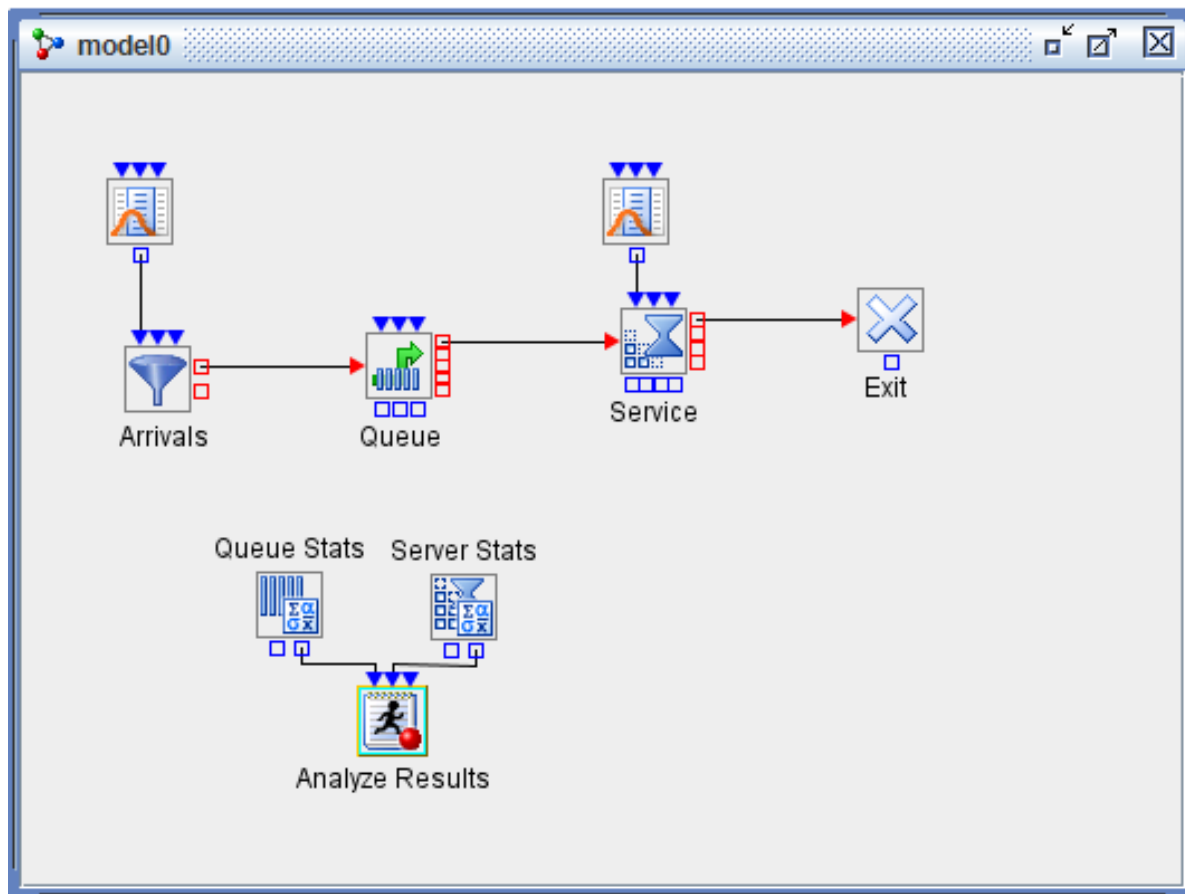 model0
Arrivals
Queue
Service
Exit
Queue Stats
Server Stats
Analyze Results